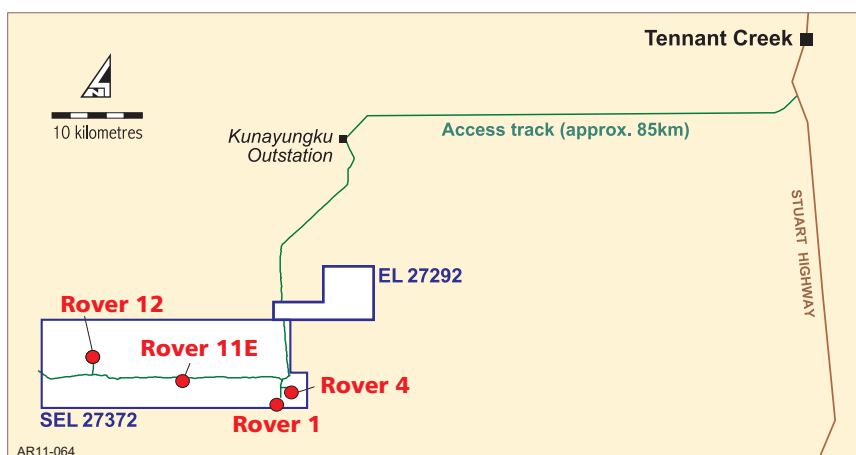 Tennant Creek
N
10 kilometres
Kunayungku
Outstation
Access track (approx. 85km)
STUART HIGHWAY
EL 27292
Rover 12
Rover 11E
Rover 4
SEL 27372
Rover 1
AR11-064